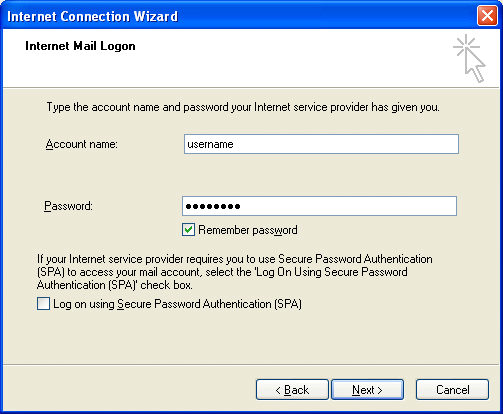 Internet Connection Wizard
Internet Mail Logon
Type the account name and password your Internet service provider has given you.
Account name:
username
Password:
●●●●●●●●
Remember password
If your Internet service provider requires you to use Secure Password Authentication
(SPA) to access your mail account, select the 'Log On Using Secure Password
Authentication (SPA)' check box.
Log on using Secure Password Authentication (SPA)
< Back
Next >
Cancel